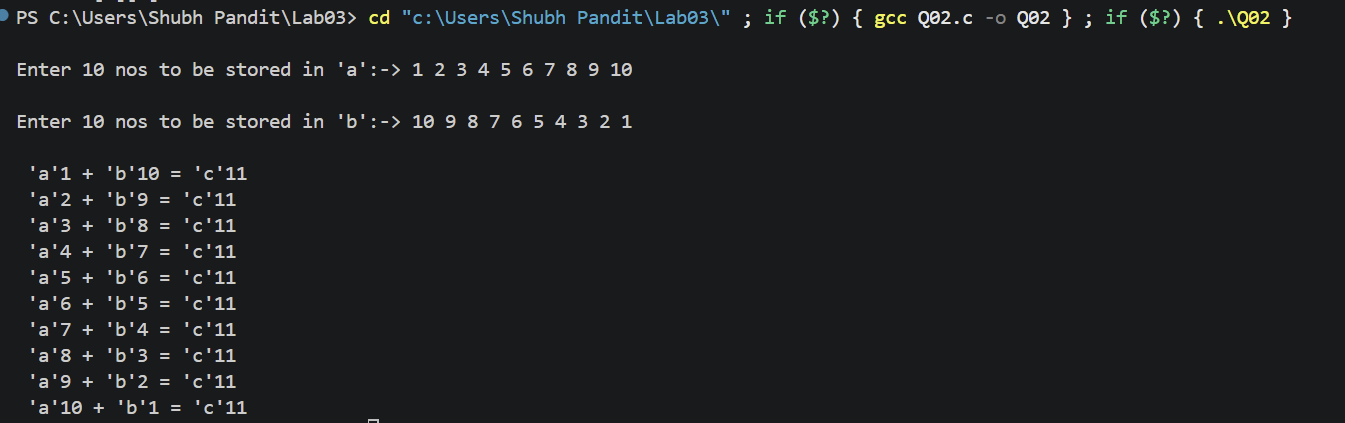 PS C:\Users\Shubh Pandit\Lab03> cd "c:\Users\Shubh Pandit\Lab03\" ; if ($?) { gcc Q02.c -o Q02 } ; if ($?) { .\Q02 }
Enter 10 nos to be stored in 'a':-> 1 2 3 4 5 6 7 8 9 10
Enter 10 nos to be stored in 'b':-> 10 9 8 7 6 5 4 3 2 1
'a'1 + 'b'10 = 'c'11
'a'2 + 'b'9 = 'c'11
'a'3 + 'b'8 = 'c'11
'a'4 + 'b'7 = 'c'11
'a'5 + 'b'6 = 'c'11
'a'6 + 'b'5 = 'c'11
'a'7 + 'b'4 = 'c'11
'a'8 + 'b'3 = 'c'11
'a'9 + 'b'2 = 'c'11
'a'10 + 'b'1 = 'c'11